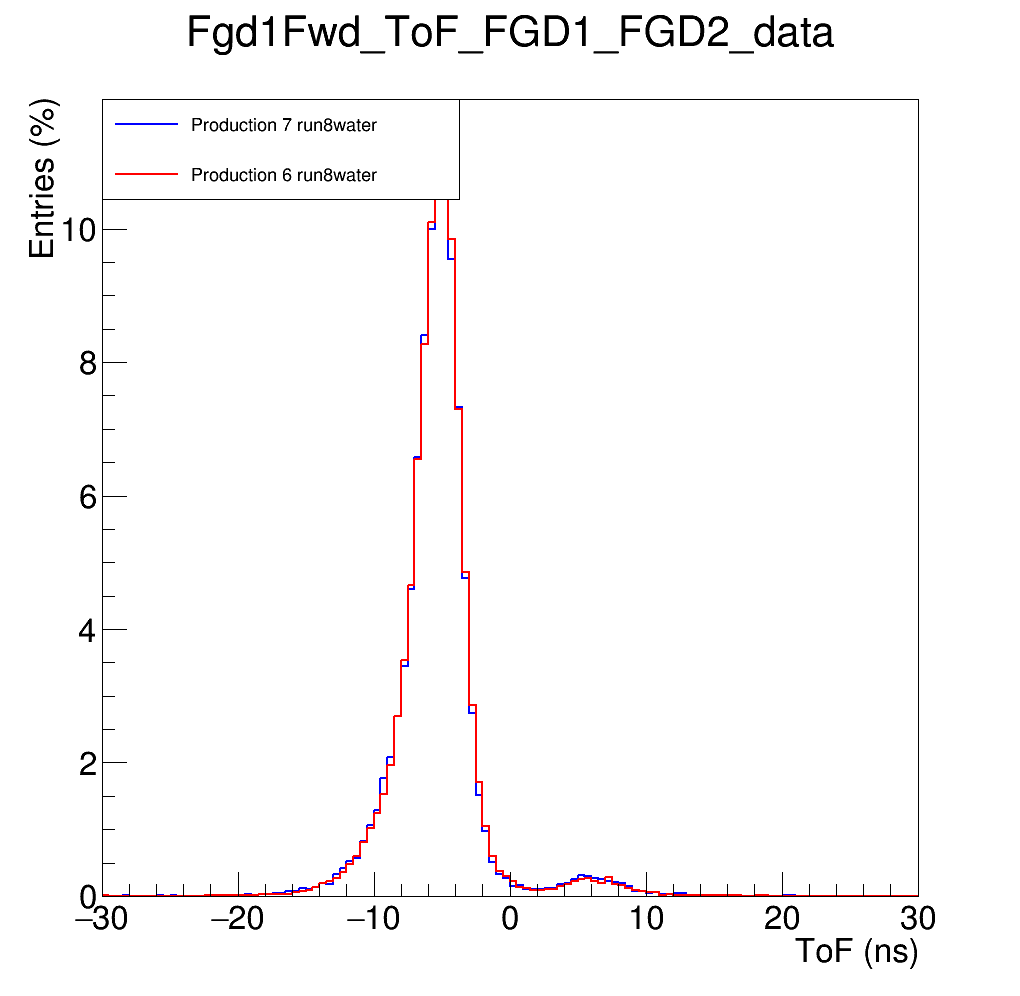 Fgd1Fwd_ToF_FGD1_FGD2_data
Entries (%)
Production 7 run8water
Production 6 run8water
10
8
6
4
2
0
−30 −20 −10 0 10 20 30
ToF (ns)